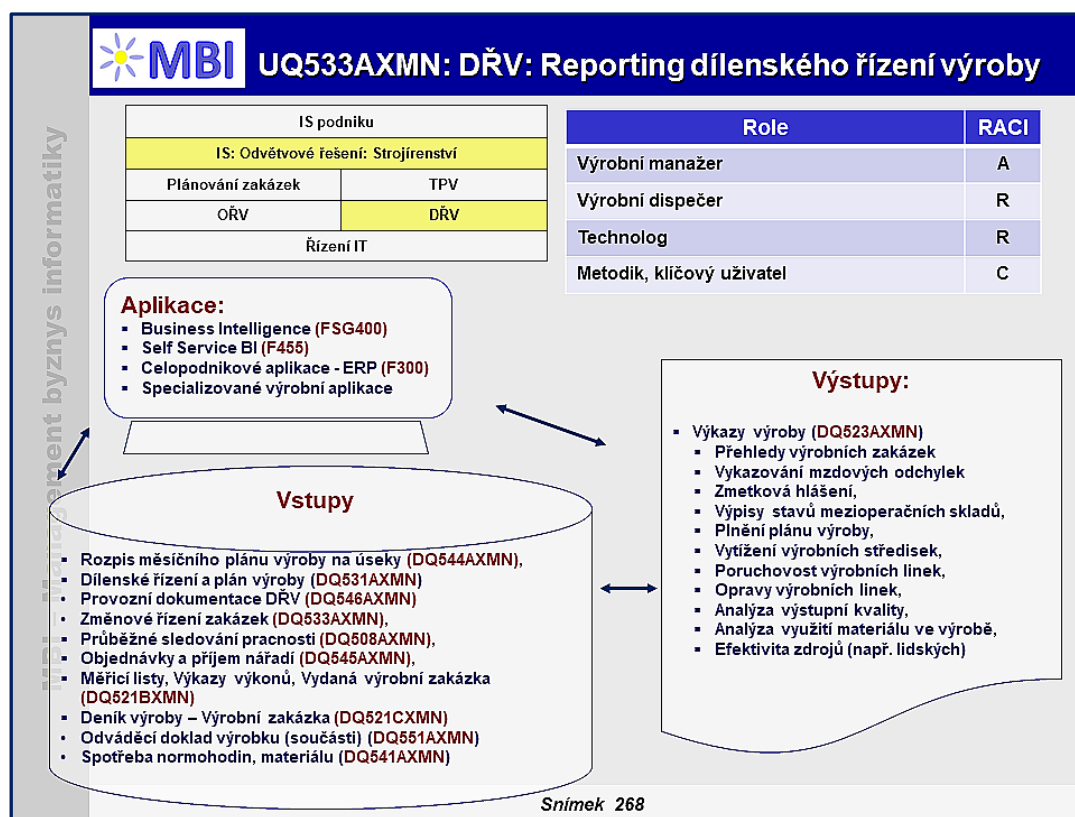 MBI
UQ533AXMN: DŘV: Reporting dílenského řízení výroby
MBI – Management byznys informatiky
IS podniku
IS: Odvětvové řešení: Strojírenství
Plánování zakázek
TPV
OŘV
DŘV
Řízení IT
Role
RACI
Výrobní manažer
A
Výrobní dispečer
R
Technolog
R
Metodik, klíčový uživatel
C
Aplikace:
▪ Business Intelligence (FSG400)
▪ Self Service BI (F455)
▪ Celopodnikové aplikace - ERP (F300)
▪ Specializované výrobní aplikace
Vstupy
▪ Rozpis měsíčního plánu výroby na úseky (DQ544AXMN),
▪ Dílenské řízení a plán výroby (DQ531AXMN)
• Provozní dokumentace DŘV (DQ546AXMN)
• Změnové řízení zakázek (DQ533AXMN),
▪ Průběžné sledování pracnosti (DQ508AXMN),
▪ Objednávky a příjem nářadí (DQ545AXMN),
▪ Měřicí listy, Výkazy výkonů, Vydaná výrobní zakázka
(DQ521BXMN)
▪ Deník výroby – Výrobní zakázka (DQ521CXMN)
• Odváděcí doklad výrobku (součásti) (DQ551AXMN)
• Spotřeba normohodin, materiálu (DQ541AXMN)
Výstupy:
▪ Výkazy výroby (DQ523AXMN)
▪ Přehledy výrobních zakázek
▪ Vykazování mzdových odchylek
▪ Zmetková hlášení,
▪ Výpisy stavů mezioperačních skladů,
▪ Plnění plánu výroby,
▪ Vytížení výrobních středisek,
▪ Poruchovost výrobních linek,
▪ Opravy výrobních linek,
▪ Analýza výstupní kvality,
▪ Analýza využití materiálu ve výrobě,
▪ Efektivita zdrojů (např. lidských)
Snímek 268